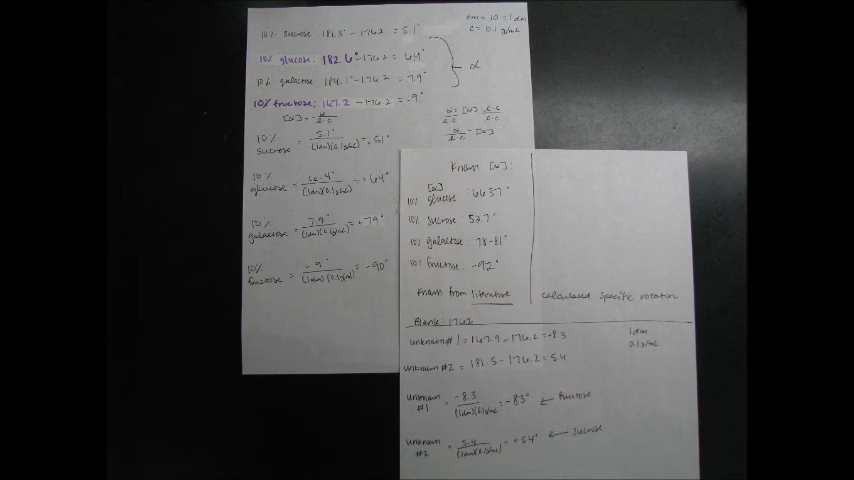 10% sucrose: 181.3° - 176.2 = 5.1°
cm = 10 = 1dm
c = 0.1 g/mL
10% glucose: 182.6° - 176.2 = 6.4°
α
10% galactose: 184.1° - 176.2 = 7.9°
10% fructose: 167.2 - 176.2 = -9°
[α] = α / l·c
α / l·c = [α] l·c / l·c
α / l·c = [α]
10% sucrose = 5.1° / (1dm)(0.1g/mL) = +51°
10% glucose = 6.4° / (1dm)(0.1g/mL) = +64°
10% galactose = 7.9° / (1dm)(0.1g/mL) = +79°
10% fructose = -9° / (1dm)(0.1g/mL) = -90°
Known [α]:
[α]
10% glucose: 52.7°
10% sucrose: 52.7°
10% galactose: 78-81°
10% fructose: -92°
Known from literature
calculated specific rotation
Blank: 176.2
unknown #1 = 167.9 - 176.2 = -8.3
1dm
0.1g/mL
unknown #2 = 181.5 - 176.2 = 5.4
unknown #1 = -8.3 / (1dm)(0.1g/mL) = -83° ← fructose
unknown #2 = 5.4 / (1dm)(0.1g/mL) = +54° ← sucrose